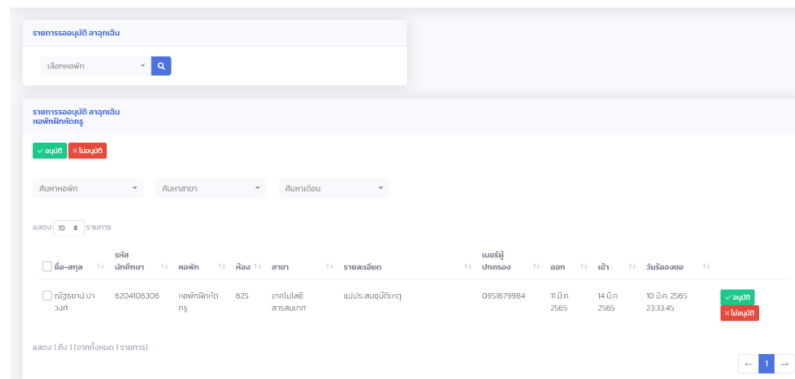 รายการรออนุมัติ ลาฉุกเฉิน
เลือกหอพัก
รายการรออนุมัติ ลาฉุกเฉิน
หอพักฝึกหัดครู
อนุมัติ ไม่อนุมัติ
ค้นหาหอพัก ค้นหาสาขา ค้นหาเดือน
แสดง 10 รายการ
ชื่อ-สกุล รหัสนักศึกษา หอพัก ห้อง สาขา รายละเอียด เบอร์ผู้ปกครอง ออก เข้า วันร้องขอ
ณัฐธยาน์ ปาวงศ์ 6204106306 หอพักฝึกหัดครู 625 เทคโนโลยีสารสนเทศ แม่ประสบอุบัติเหตุ 0951679984 11 มี.ค. 2565 14 มี.ค. 2565 10 มี.ค. 2565 23:33:45 อนุมัติ
ไม่อนุมัติ
แสดง 1 ถึง 1 (จากทั้งหมด 1 รายการ)
← 1 →